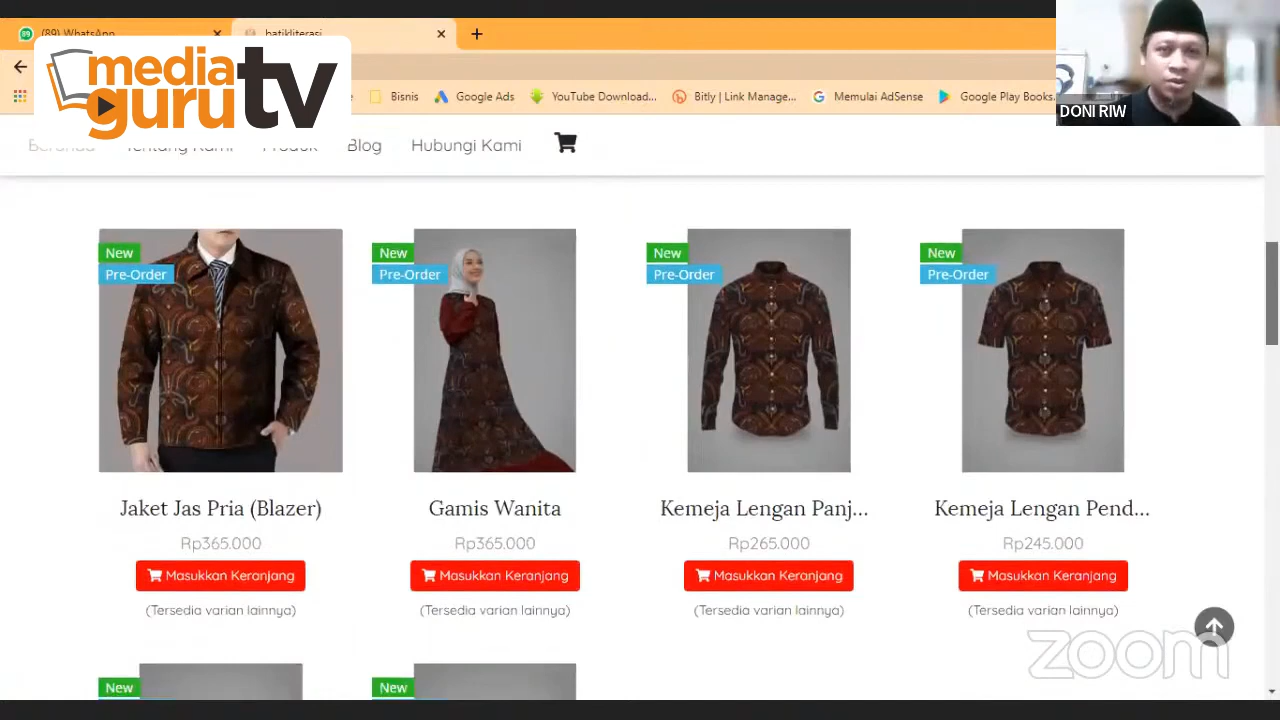 (89) WhatsApp
batikliterasi
media
guru tv
Bisnis
Google Ads
YouTube Download...
Bitly | Link Manage...
Memulai AdSense
Google Play Books.
DONI RIW
Beranda
Tentang Kami
Produk
Blog
Hubungi Kami
New
Pre-Order
New
Pre-Order
New
Pre-Order
New
Pre-Order
Jaket Jas Pria (Blazer)
Gamis Wanita
Kemeja Lengan Panj...
Kemeja Lengan Pend...
Rp365.000
Rp365.000
Rp265.000
Rp245.000
Masukkan Keranjang
Masukkan Keranjang
Masukkan Keranjang
Masukkan Keranjang
(Tersedia varian lainnya)
(Tersedia varian lainnya)
(Tersedia varian lainnya)
(Tersedia varian lainnya)
zoom
New
New